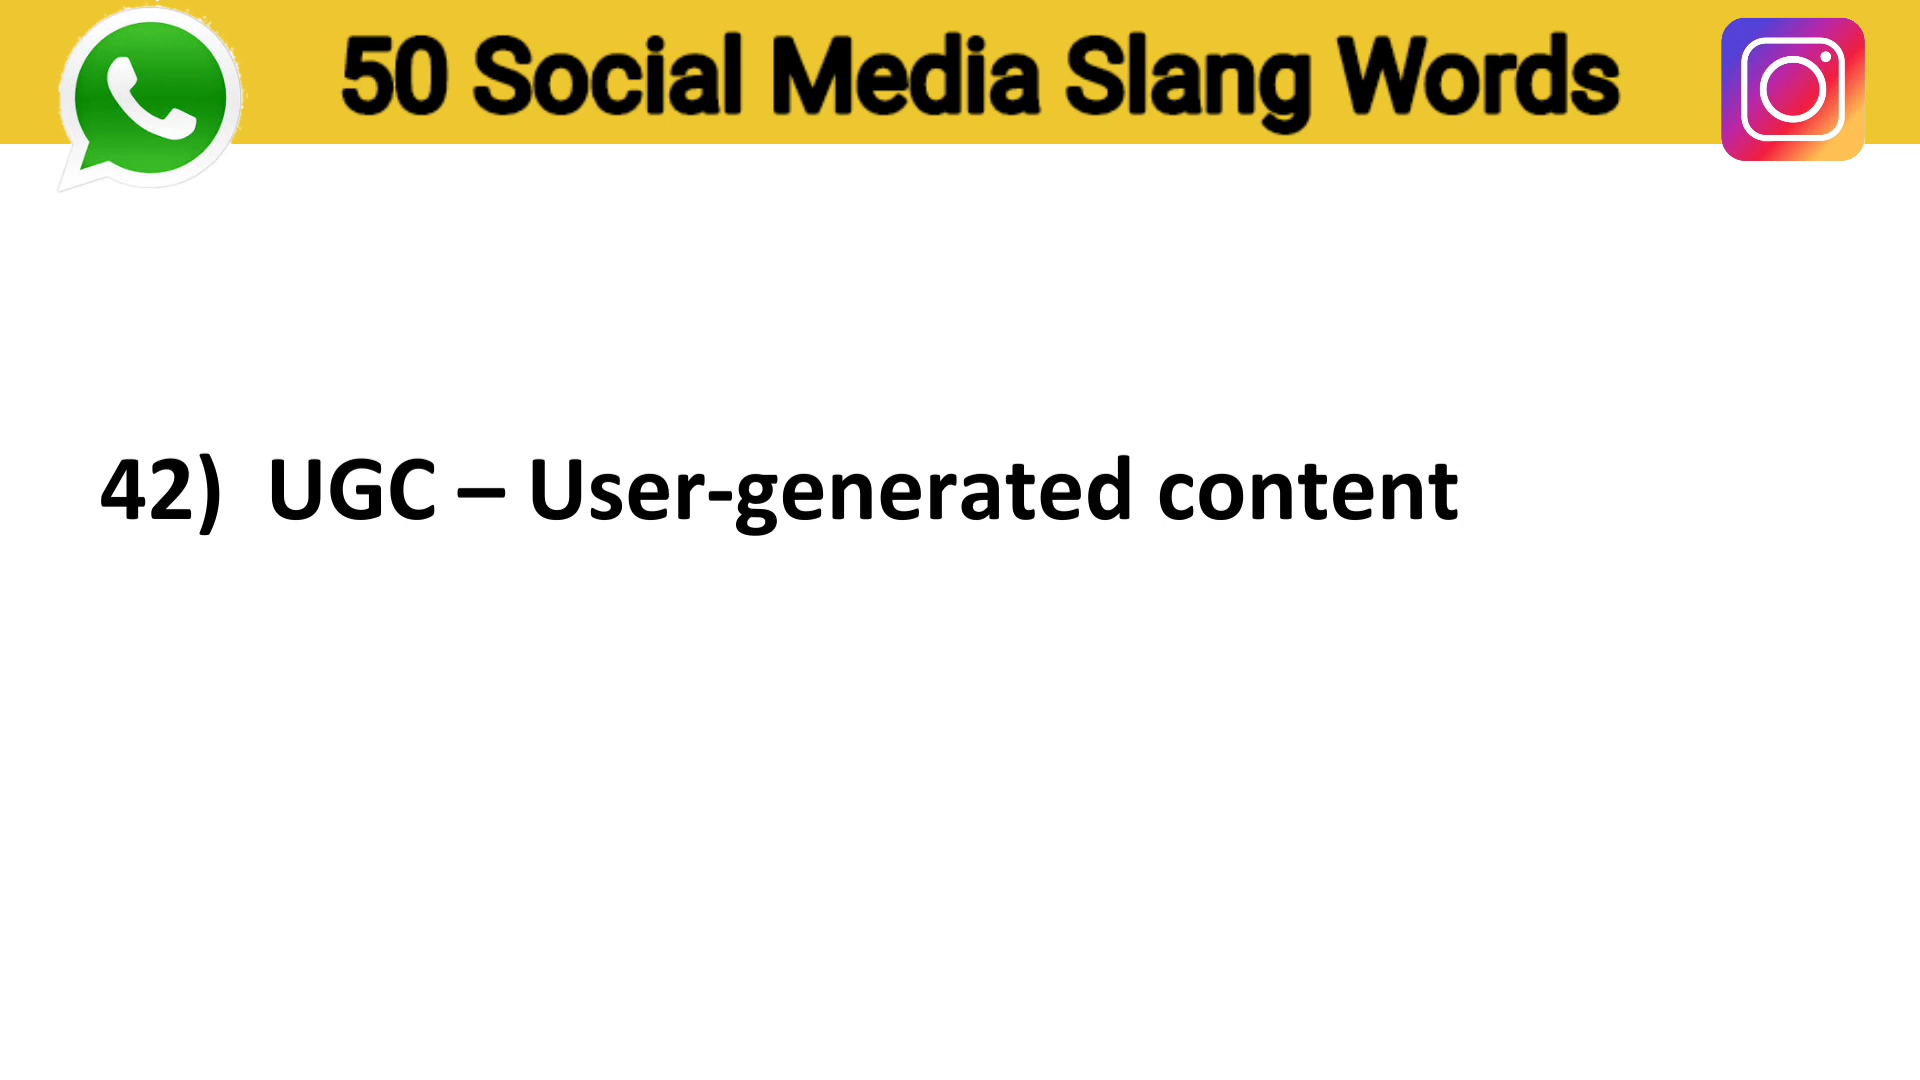 50 Social Media Slang Words
42) UGC – User-generated content